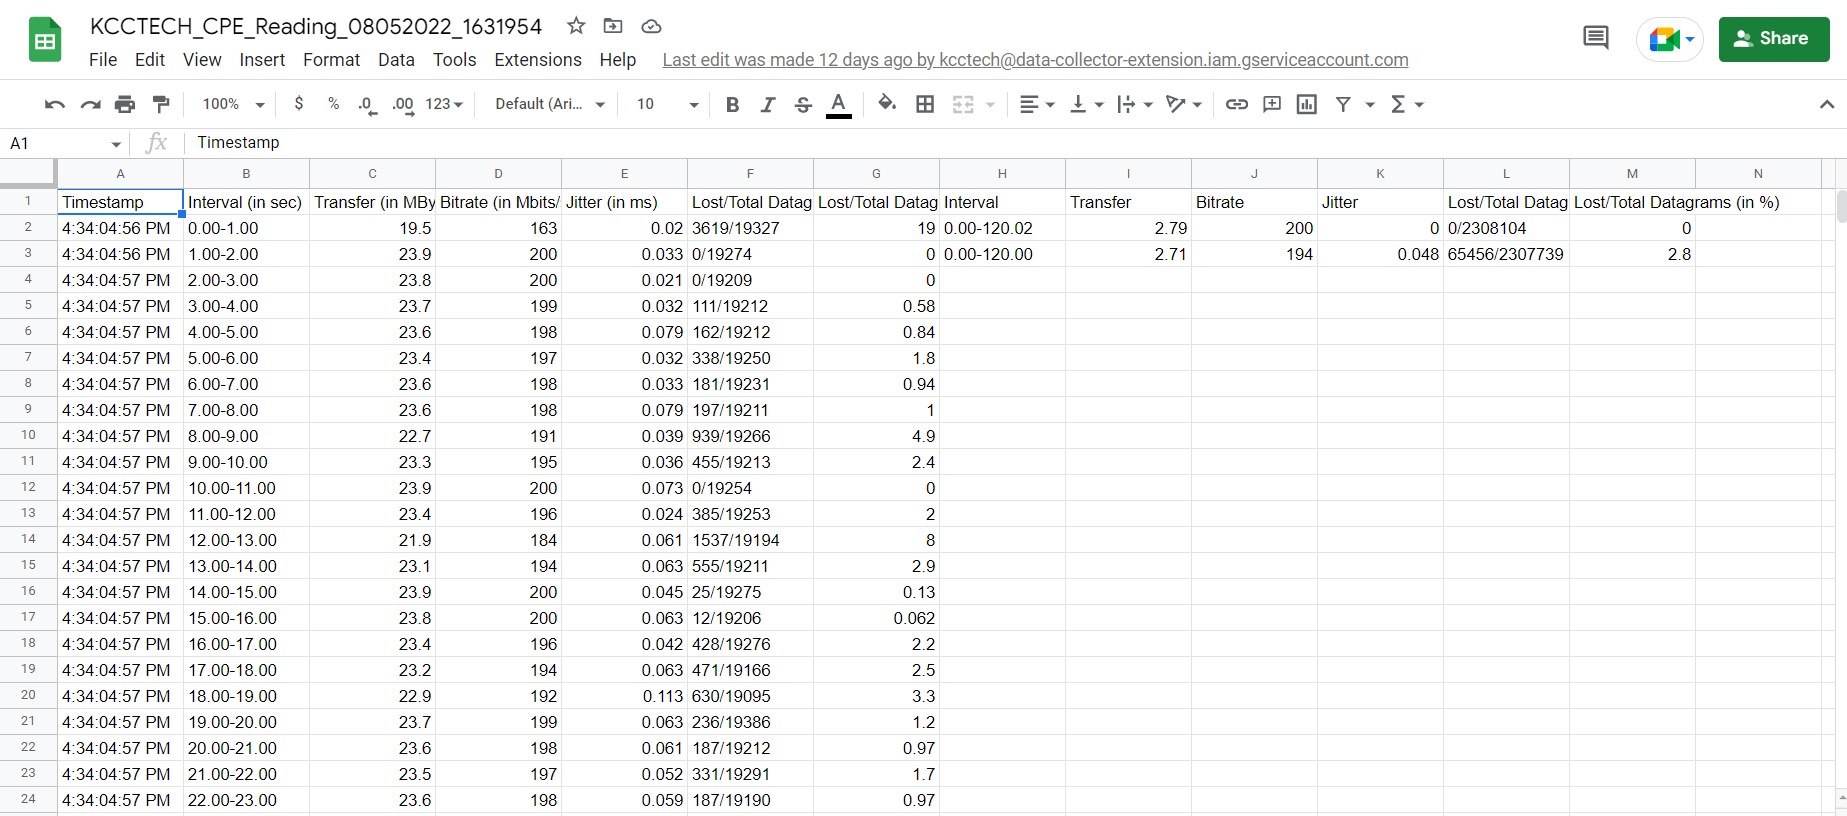 KCCTECH_CPE_Reading_08052022_1631954
File Edit View Insert Format Data Tools Extensions Help Last edit was made 12 days ago by kcctech@data-collector-extension.iam.gserviceaccount.com
Share
100% $ % .0 .00 123 Default (Ari... 10 B I S A Σ
A1 fx Timestamp
A B C D E F G H I J K L M N
1 Timestamp Interval (in sec) Transfer (in MBy Bitrate (in Mbits/ Jitter (in ms) Lost/Total Datag Lost/Total Datag Interval Transfer Bitrate Jitter Lost/Total Datag Lost/Total Datagrams (in %)
2 4:34:04:56 PM 0.00-1.00 19.5 163 0.02 3619/19327 19 0.00-120.02 2.79 200 0 0/2308104 0
3 4:34:04:56 PM 1.00-2.00 23.9 200 0.033 0/19274 0 0.00-120.00 2.71 194 0.048 65456/2307739 2.8
4 4:34:04:57 PM 2.00-3.00 23.8 200 0.021 0/19209 0
5 4:34:04:57 PM 3.00-4.00 23.7 199 0.032 111/19212 0.58
6 4:34:04:57 PM 4.00-5.00 23.6 198 0.079 162/19212 0.84
7 4:34:04:57 PM 5.00-6.00 23.4 197 0.032 338/19250 1.8
8 4:34:04:57 PM 6.00-7.00 23.6 198 0.033 181/19231 0.94
9 4:34:04:57 PM 7.00-8.00 23.6 198 0.079 197/19211 1
10 4:34:04:57 PM 8.00-9.00 22.7 191 0.039 939/19266 4.9
11 4:34:04:57 PM 9.00-10.00 23.3 195 0.036 455/19213 2.4
12 4:34:04:57 PM 10.00-11.00 23.9 200 0.073 0/19254 0
13 4:34:04:57 PM 11.00-12.00 23.4 196 0.024 385/19253 2
14 4:34:04:57 PM 12.00-13.00 21.9 184 0.061 1537/19194 8
15 4:34:04:57 PM 13.00-14.00 23.1 194 0.063 555/19211 2.9
16 4:34:04:57 PM 14.00-15.00 23.9 200 0.045 25/19275 0.13
17 4:34:04:57 PM 15.00-16.00 23.8 200 0.063 12/19206 0.062
18 4:34:04:57 PM 16.00-17.00 23.4 196 0.042 428/19276 2.2
19 4:34:04:57 PM 17.00-18.00 23.2 194 0.063 471/19166 2.5
20 4:34:04:57 PM 18.00-19.00 22.9 192 0.113 630/19095 3.3
21 4:34:04:57 PM 19.00-20.00 23.7 199 0.063 236/19386 1.2
22 4:34:04:57 PM 20.00-21.00 23.6 198 0.061 187/19212 0.97
23 4:34:04:57 PM 21.00-22.00 23.5 197 0.052 331/19291 1.7
24 4:34:04:57 PM 22.00-23.00 23.6 198 0.059 187/19190 0.97